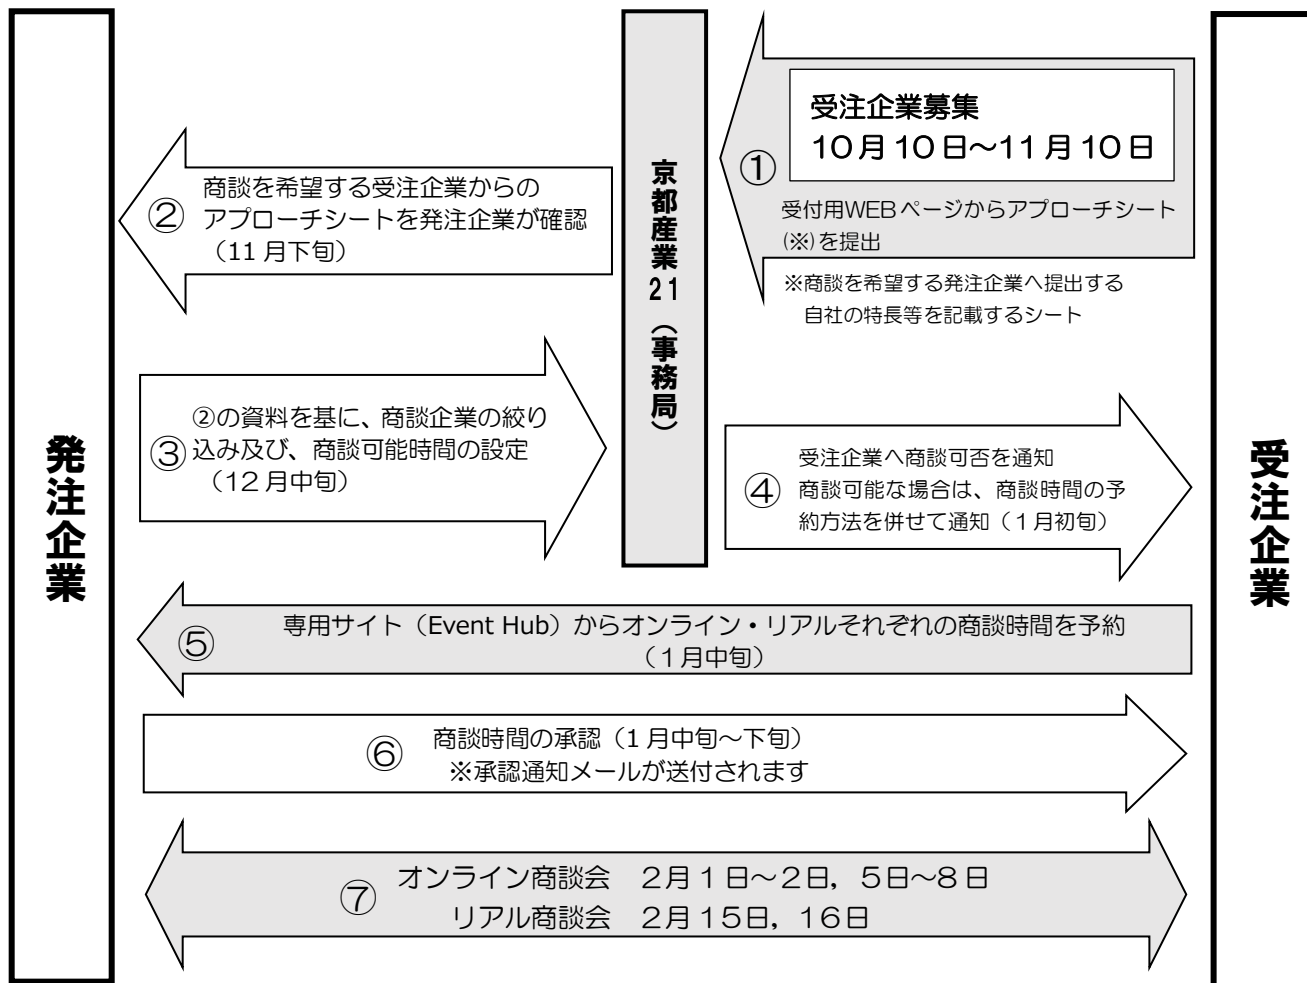 発注企業
京都産業21（事務局）
受注企業
①
受注企業募集
10月10日～11月10日
受付用WEBページからアプローチシート
(※)を提出
※商談を希望する発注企業へ提出する
自社の特長等を記載するシート
②
商談を希望する受注企業からの
アプローチシートを発注企業が確認
（11月下旬）
③
②の資料を基に、商談企業の絞り
込み及び、商談可能時間の設定
（12月中旬）
④
受注企業へ商談可否を通知
商談可能な場合は、商談時間の予
約方法を併せて通知（1月初旬）
⑤
専用サイト（Event Hub）からオンライン・リアルそれぞれの商談時間を予約
（1月中旬）
⑥
商談時間の承認（1月中旬～下旬）
※承認通知メールが送付されます
⑦
オンライン商談会　2月1日～2日，5日～8日
リアル商談会　2月15日，16日